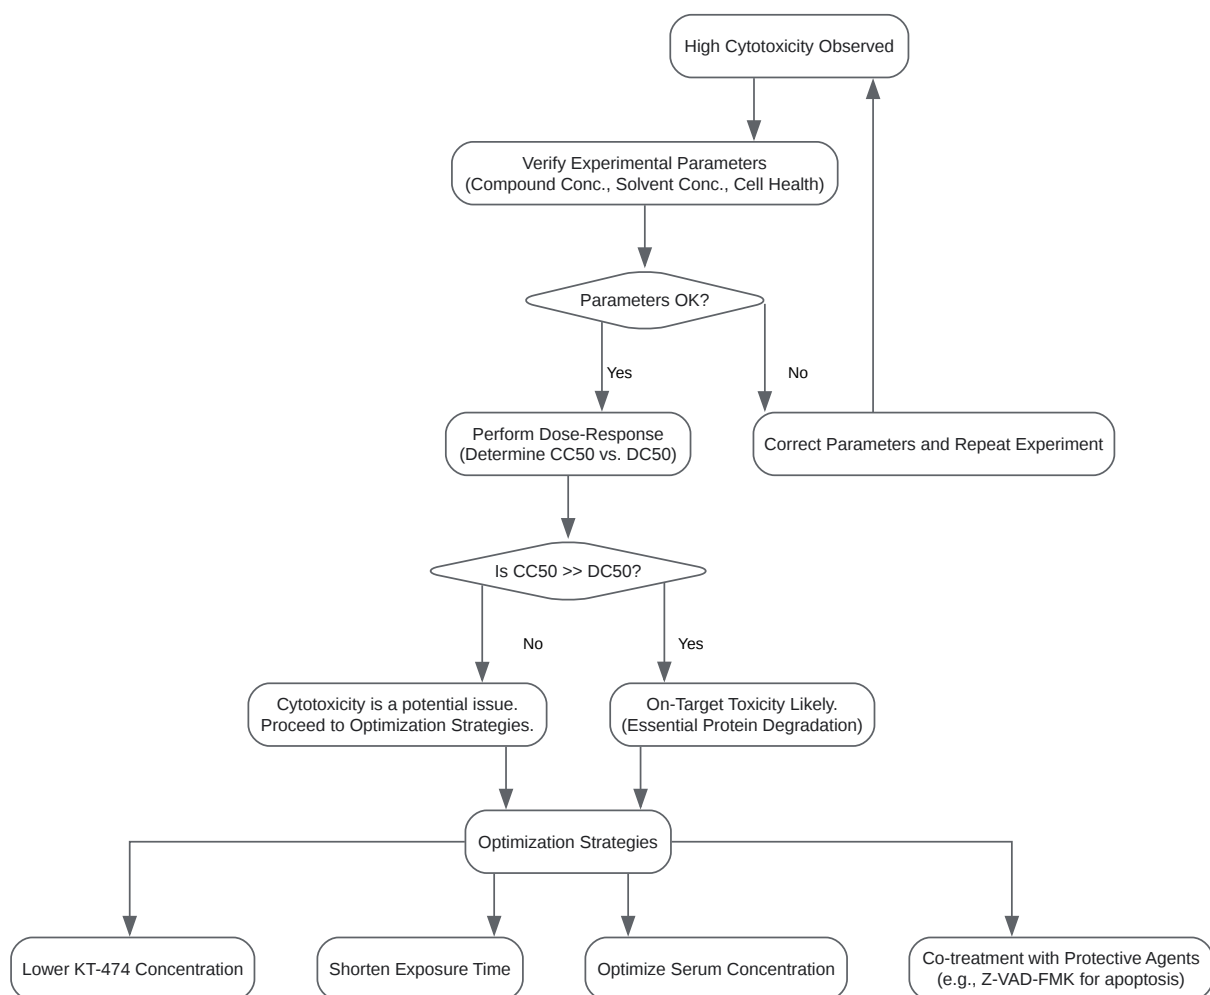 High Cytotoxicity Observed
Verify Experimental Parameters
(Compound Conc., Solvent Conc., Cell Health)
Parameters OK?
Yes
No
Perform Dose-Response
(Determine CC50 vs. DC50)
Correct Parameters and Repeat Experiment
Is CC50 >> DC50?
No
Yes
Cytotoxicity is a potential issue.
Proceed to Optimization Strategies.
On-Target Toxicity Likely.
(Essential Protein Degradation)
Optimization Strategies
Lower KT-474 Concentration
Shorten Exposure Time
Optimize Serum Concentration
Co-treatment with Protective Agents
(e.g., Z-VAD-FMK for apoptosis)